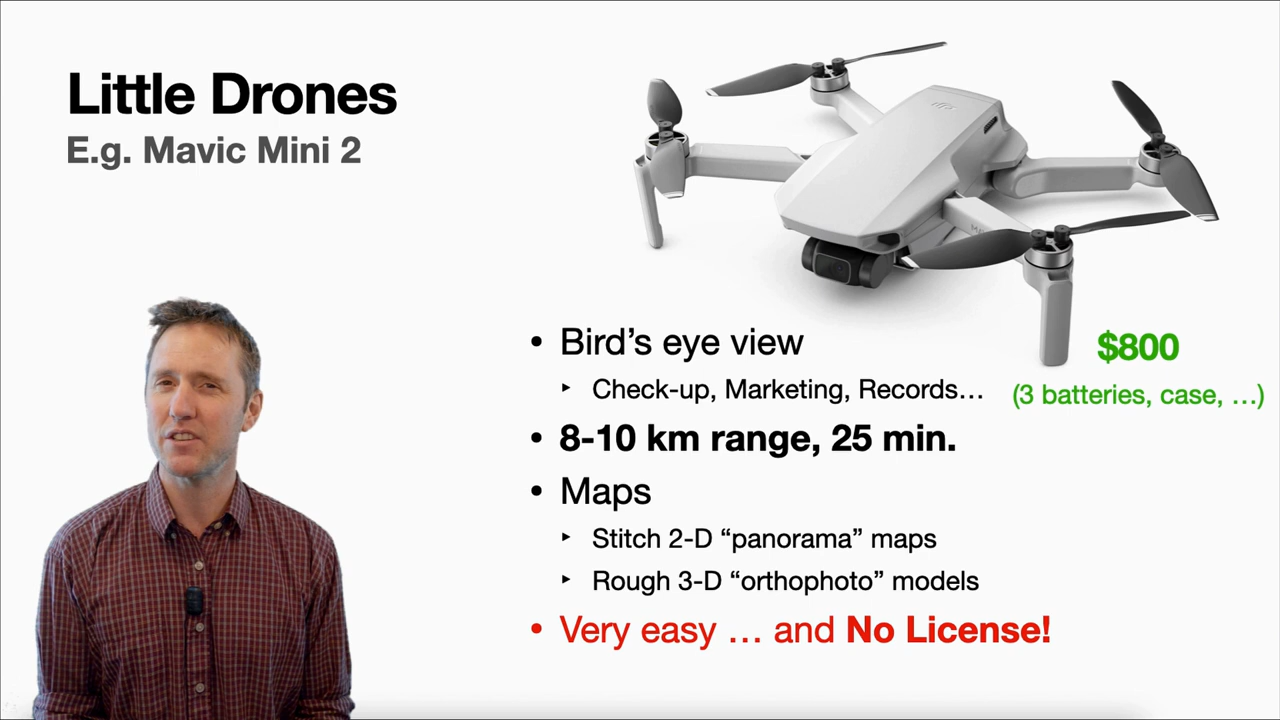 Little Drones
E.g. Mavic Mini 2
• Bird’s eye view
‣ Check-up, Marketing, Records…
$800
(3 batteries, case, …)
• 8-10 km range, 25 min.
• Maps
‣ Stitch 2-D “panorama” maps
‣ Rough 3-D “orthophoto” models
• Very easy … and No License!